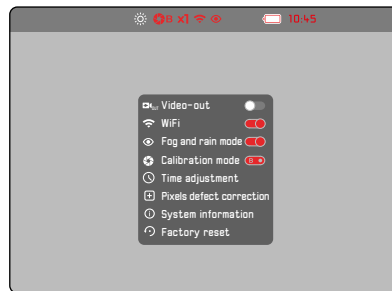 B x1 10:45
OUT Video-out
WiFi
Fog and rain mode
Calibration mode B
Time adjustment
Pixels defect correction
System information
Factory reset